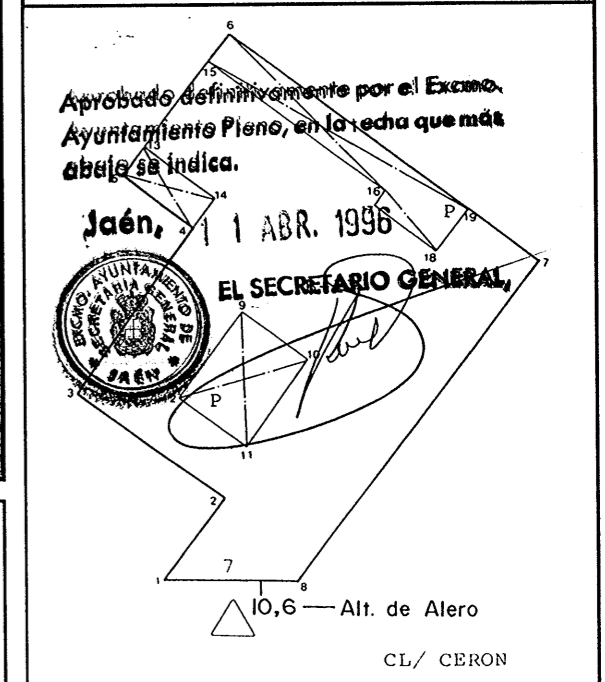 6
15
Aprobado definitivamente por el Excmo.
Ayuntamiento Pleno, en la fecha que más
abajo se indica.
13
14
16
4
P 19
18
Jaén, 11 ABR. 1996
7
EXCMO. AYUNTAMIENTO DE JAÉN
SECRETARIA GENERAL
EL SECRETARIO GENERAL,
9
10
3
12
P
11
2
7
1
8
10,6 — Alt. de Alero
CL/ CERON